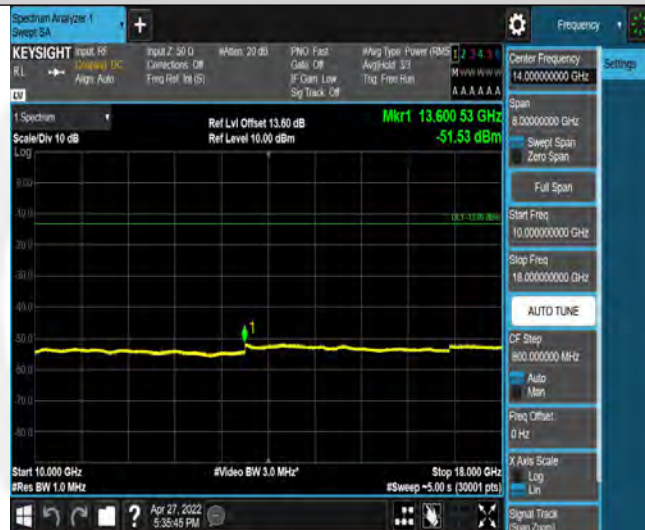 Spectrum Analyzer 1
Swept SA
Frequency
KEYSIGHT
Input: RF
Coupling: DC
Align: Auto
Input Z: 50 Ω
Corrections: Off
Freq Ref: Int (S)
#Atten: 20 dB
PNO: Fast
Gate: Off
IF Gain: Low
Sig Track: Off
#Avg Type: Power (RMS
Avg|Hold: 3/3
Trig: Free Run
1 2 3 4 5 6
M W W W W W
A A A A A A
RL
LV
Center Frequency
14.000000000 GHz
Settings
Span
8.00000000 GHz
Swept Span
Zero Span
Full Span
Start Freq
10.000000000 GHz
Stop Freq
18.000000000 GHz
AUTO TUNE
CF Step
800.000000 MHz
Auto
Man
Freq Offset
0 Hz
X Axis Scale
Log
Lin
Signal Track
(Span Zoom)
1 Spectrum
Scale/Div 10 dB
Log
Ref Lvl Offset 13.60 dB
Ref Level 10.00 dBm
Mkr1 13.600 53 GHz
-51.53 dBm
0.00
-10.0
-20.0
-30.0
-40.0
-50.0
-60.0
-70.0
-80.0
1
Start 10.000 GHz
#Res BW 1.0 MHz
#Video BW 3.0 MHz*
Stop 18.000 GHz
#Sweep ~5.00 s (30001 pts)
?
Apr 27, 2022
5:35:45 PM